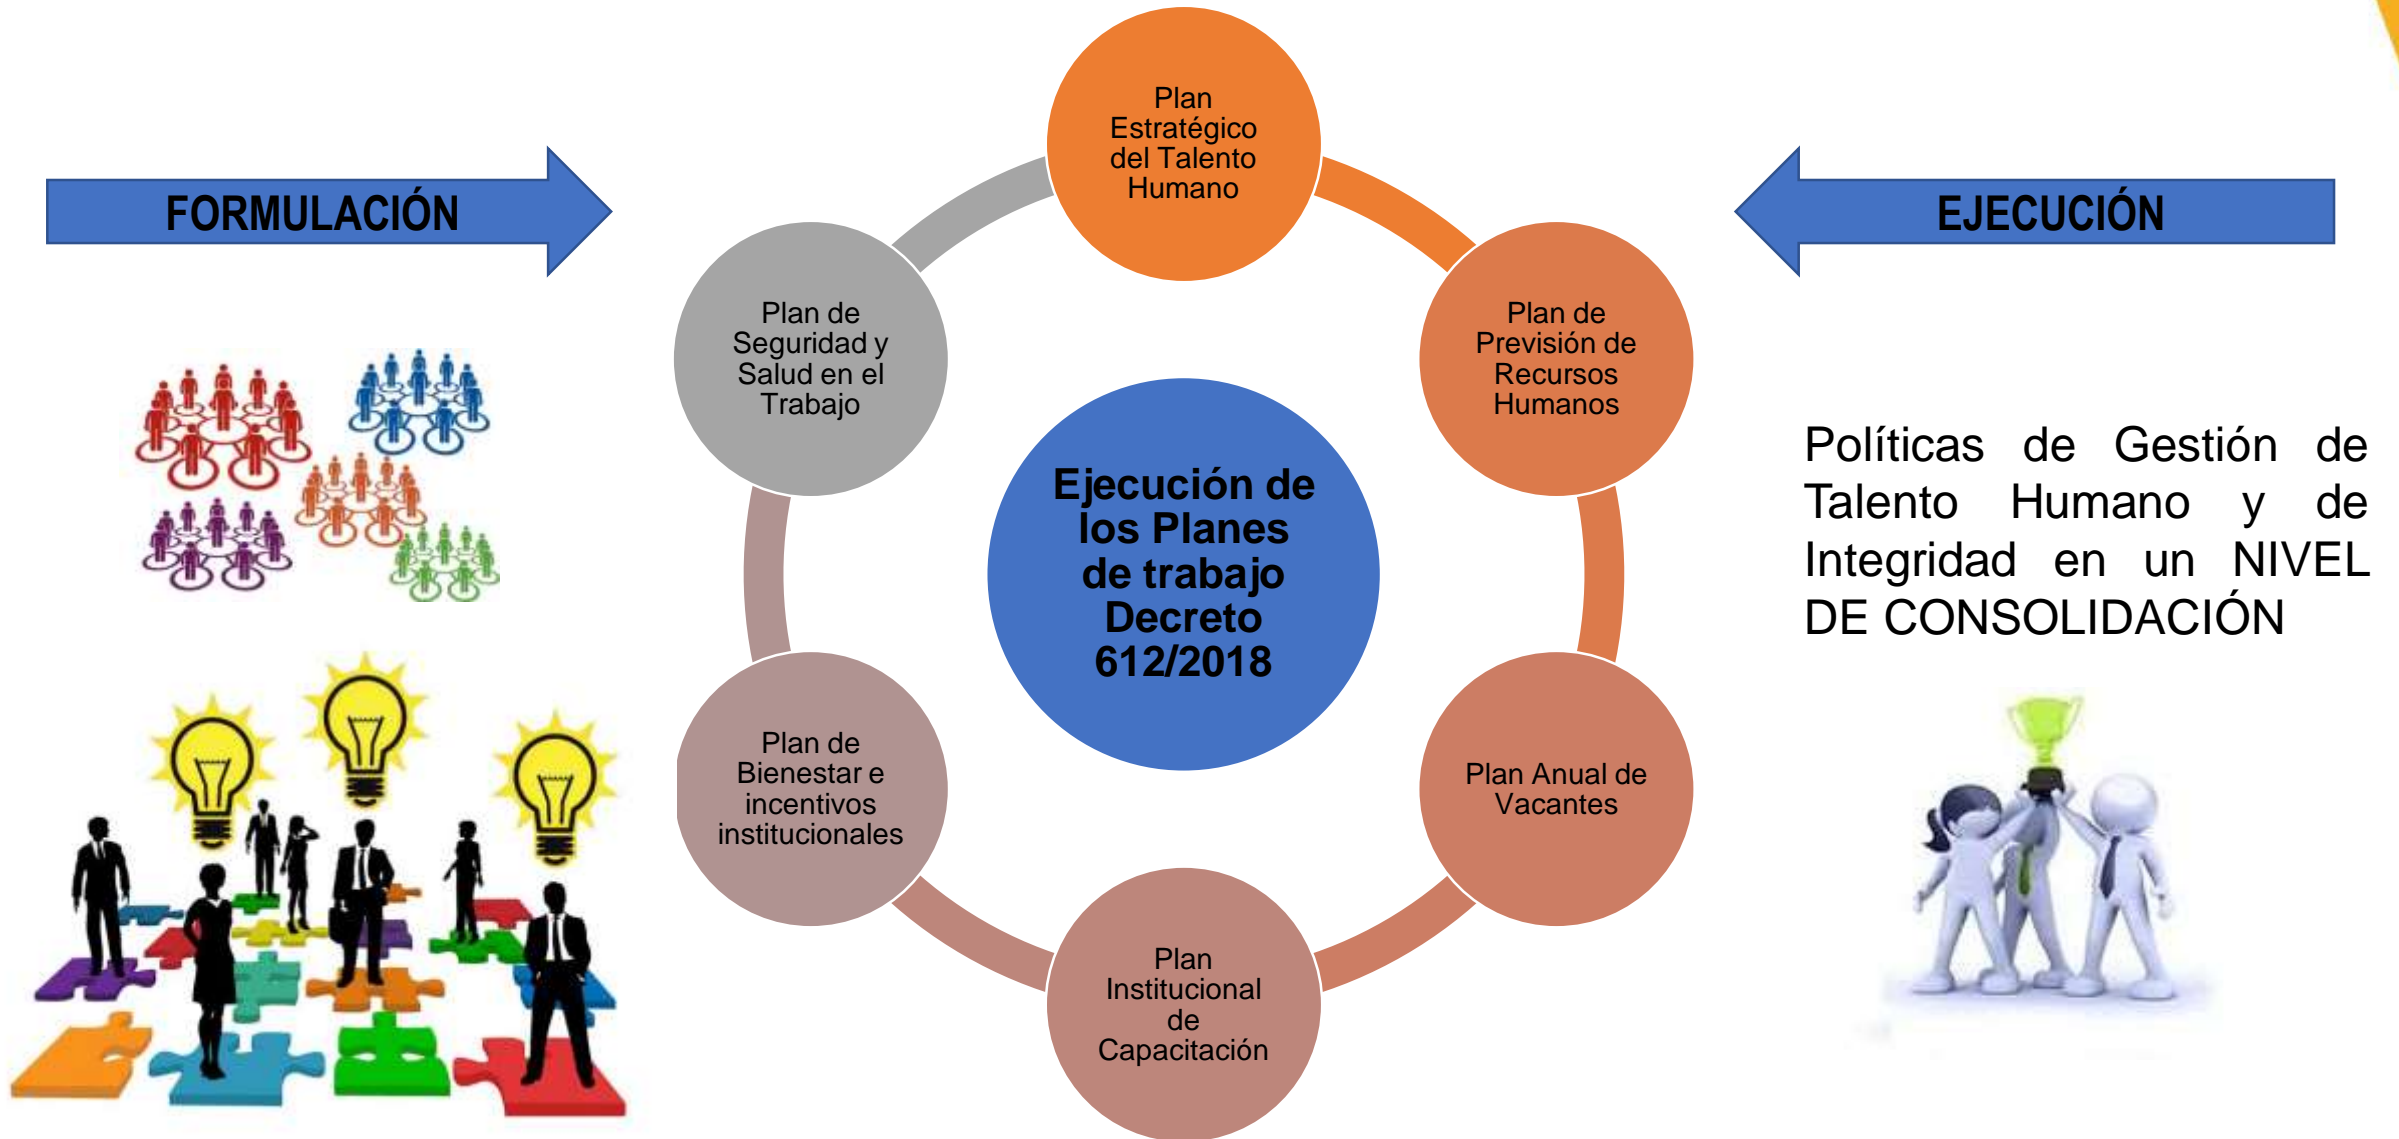 FORMULACIÓN
Plan
Estratégico
del Talento
Humano
EJECUCIÓN
Plan de
Seguridad y
Salud en el
Trabajo
Plan de
Previsión de
Recursos
Humanos
Ejecución de
los Planes
de trabajo
Decreto
612/2018
Políticas de Gestión de
Talento Humano y de
Integridad en un NIVEL
DE CONSOLIDACIÓN
Plan de
Bienestar e
incentivos
institucionales
Plan Anual de
Vacantes
Plan
Institucional
de
Capacitación